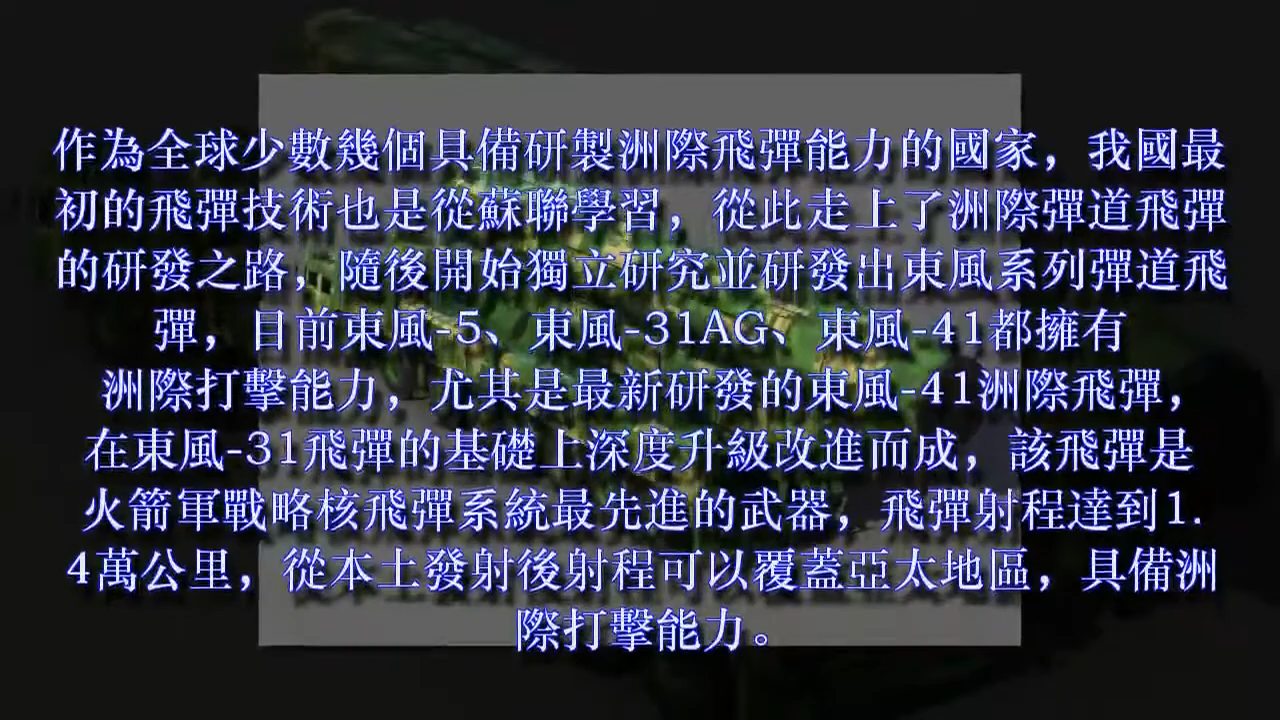 作為全球少數幾個具備研製洲際飛彈能力的國家，我國最
初的飛彈技術也是從蘇聯學習，從此走上了洲際彈道飛彈
的研發之路，隨後開始獨立研究並研發出東風系列彈道飛
彈，目前東風-5、東風-31AG、東風-41都擁有
洲際打擊能力，尤其是最新研發的東風-41洲際飛彈，
在東風-31飛彈的基礎上深度升級改進而成，該飛彈是
火箭軍戰略核飛彈系統最先進的武器，飛彈射程達到1.
4萬公里，從本土發射後射程可以覆蓋亞太地區，具備洲
際打擊能力。